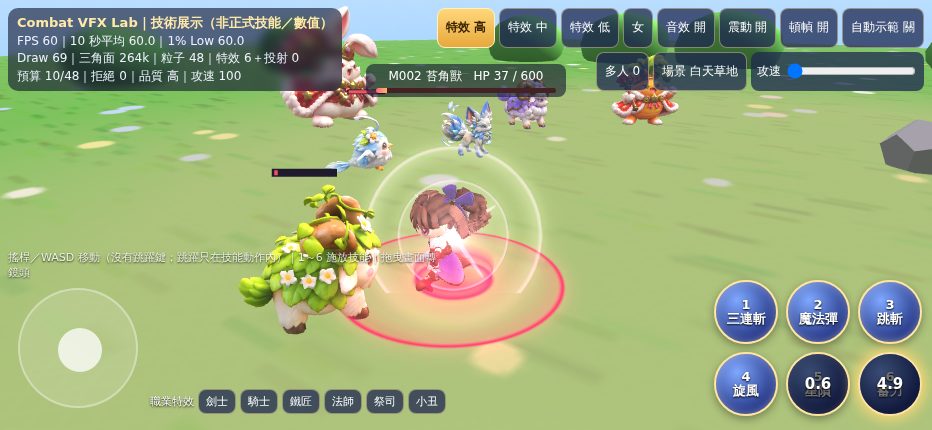 Combat VFX Lab｜技術展示（非正式技能／數值）
FPS 60｜10 秒平均 60.0｜1% Low 60.0
Draw 69｜三角面 264k｜粒子 48｜特效 6＋投射 0
預算 10/48｜拒絕 0｜品質 高｜攻速 100
特效 高
特效 中
特效 低
女
音效 開
震動 開
頓幀 開
自動示範 關
多人 0
場景 白天草地
攻速
M002 苔角獸 HP 37 / 600
搖桿／WASD 移動（沒有跳躍鍵；跳躍只在技能動作內）｜1～6 施放技能｜拖曳畫面轉
鏡頭
1
三連斬
2
魔法彈
3
跳斬
4
旋風
0.6
4.9
職業特效
劍士
騎士
鐵匠
法師
祭司
小丑